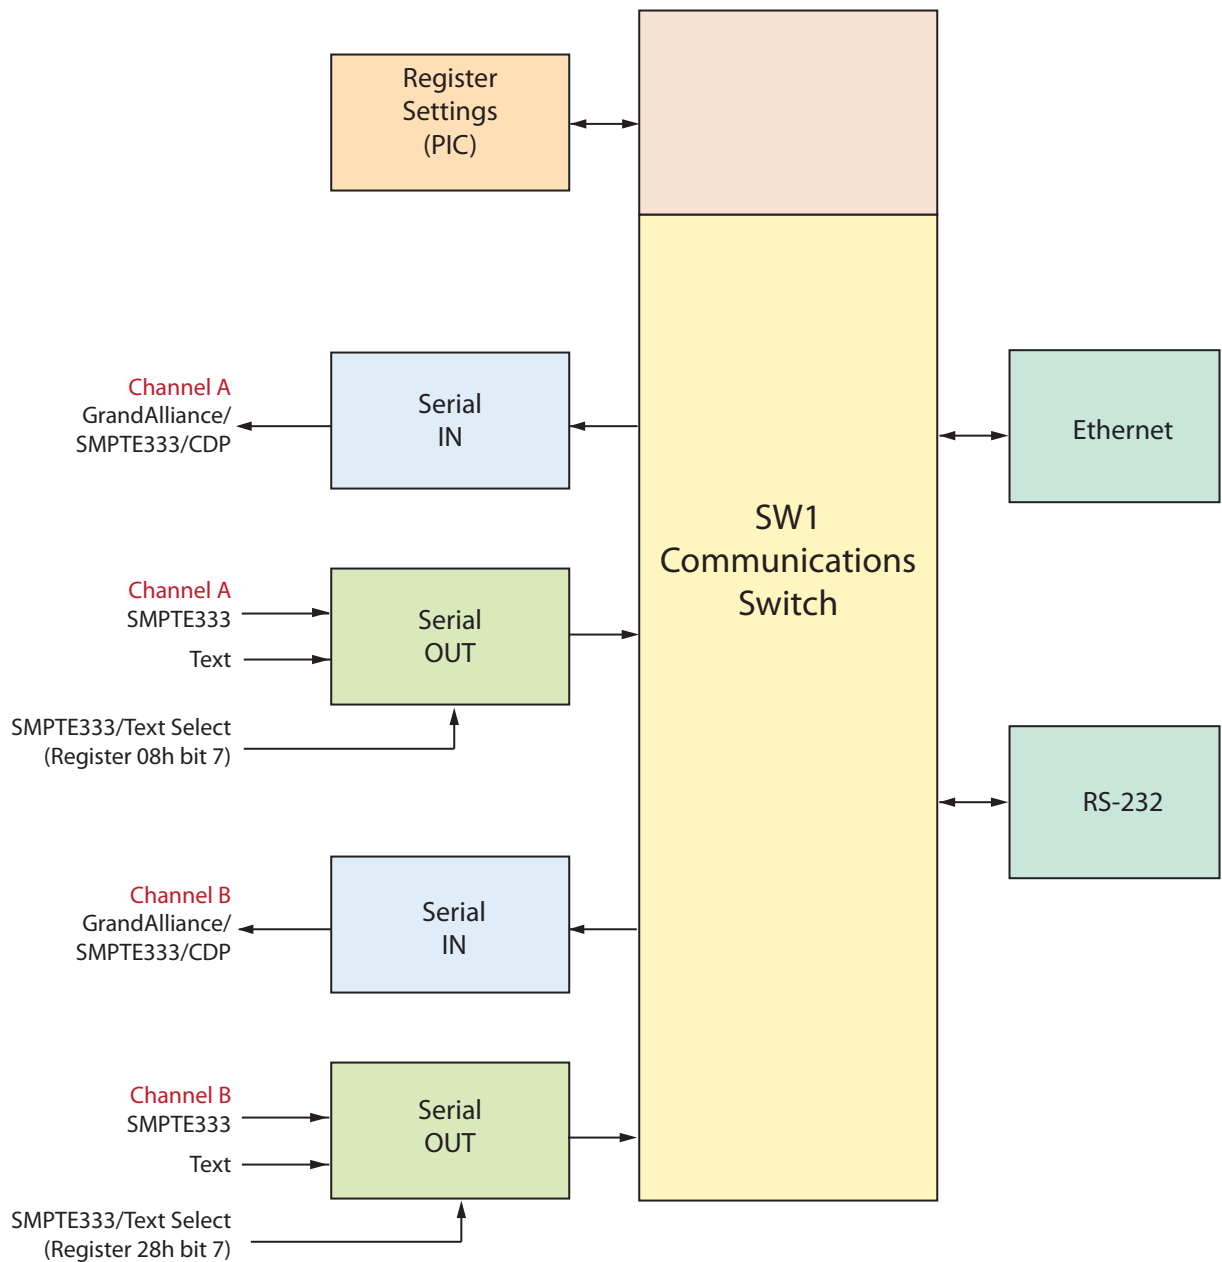 Register
Settings
(PIC)
Channel A
GrandAlliance/
SMPTE333/CDP
Serial
IN
Ethernet
SW1
Communications
Switch
Channel A
SMPTE333
Text
Serial
OUT
SMPTE333/Text Select
(Register 08h bit 7)
RS-232
Channel B
GrandAlliance/
SMPTE333/CDP
Serial
IN
Channel B
SMPTE333
Text
Serial
OUT
SMPTE333/Text Select
(Register 28h bit 7)